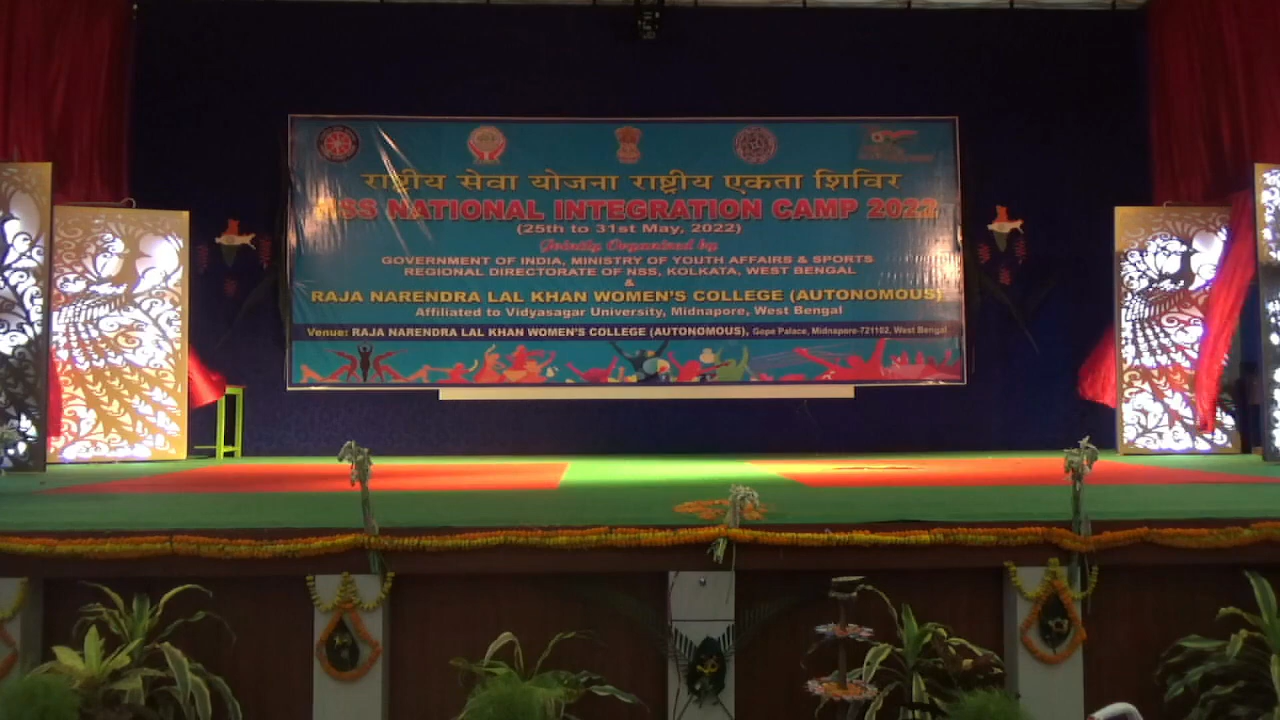 राष्ट्रीय सेवा योजना राष्ट्रीय एकता शिविर
NSS NATIONAL INTEGRATION CAMP 2022
(25th to 31st May, 2022)
Jointly Organised by
GOVERNMENT OF INDIA, MINISTRY OF YOUTH AFFAIRS & SPORTS
REGIONAL DIRECTORATE OF NSS, KOLKATA, WEST BENGAL
&
RAJA NARENDRA LAL KHAN WOMEN'S COLLEGE (AUTONOMOUS)
Affiliated to Vidyasagar University, Midnapore, West Bengal
Venue: RAJA NARENDRA LAL KHAN WOMEN'S COLLEGE (AUTONOMOUS), Gope Palace, Midnapore-721102, West Bengal